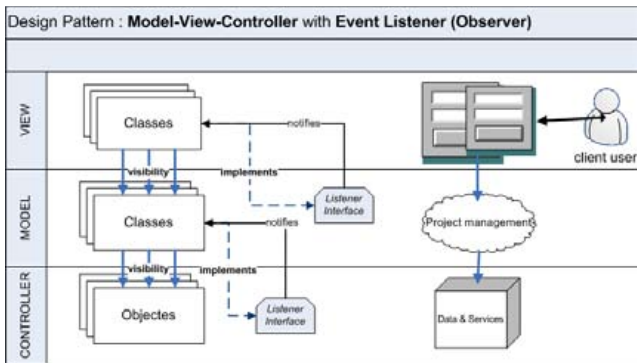 Design Pattern : Model-View-Controller with Event Listener (Observer)
VIEW
Classes
notifies
client user
visibility
implements
Listener
Interface
MODEL
Classes
notifies
Project management
visibility
implements
CONTROLLER
Objectes
Listener
Interface
Data & Services